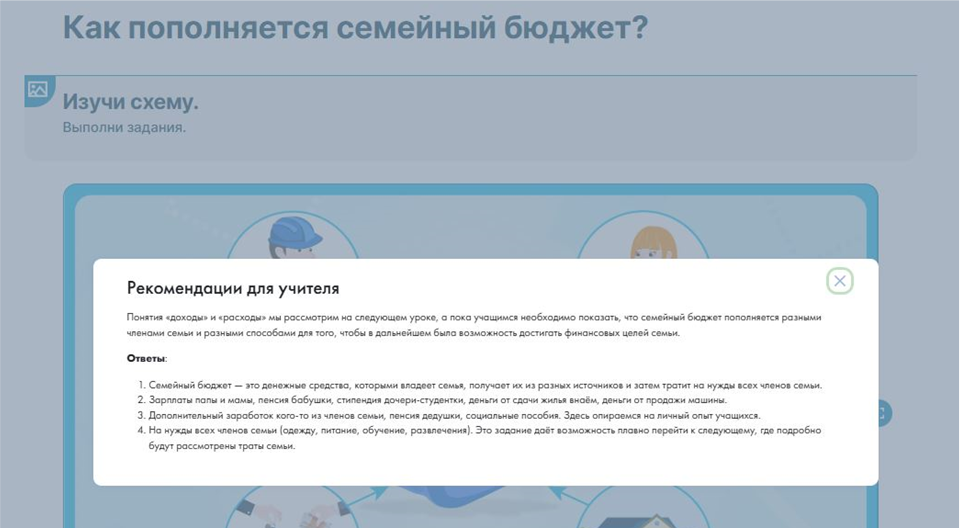 Как пополняется семейный бюджет?
Изучи схему.
Выполни задания.
Рекомендации для учителя
Понятия «доходы» и «расходы» мы рассмотрим на следующем уроке, а пока учащимся необходимо показать, что семейный бюджет пополняется разными
членами семьи и разными способами для того, чтобы в дальнейшем была возможность достигать финансовых целей семьи.
Ответы:
1. Семейный бюджет — это денежные средства, которыми владеет семья, получает их из разных источников и затем тратит на нужды всех членов семьи.
2. Зарплаты папы и мамы, пенсия бабушки, стипендия дочери-студентки, деньги от сдачи жилья внаём, деньги от продажи машины.
3. Дополнительный заработок кого-то из членов семьи, пенсия дедушки, социальные пособия. Здесь опираемся на личный опыт учащихся.
4. На нужды всех членов семьи (одежду, питание, обучение, развлечения). Это задание даёт возможность плавно перейти к следующему, где подробно
будут рассмотрены траты семьи.